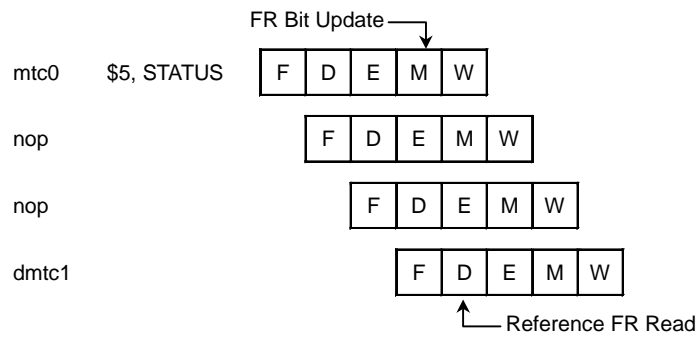 FR Bit Update
mtc0 $5, STATUS F D E M W
nop F D E M W
nop F D E M W
dmtc1 F D E M W
Reference FR Read